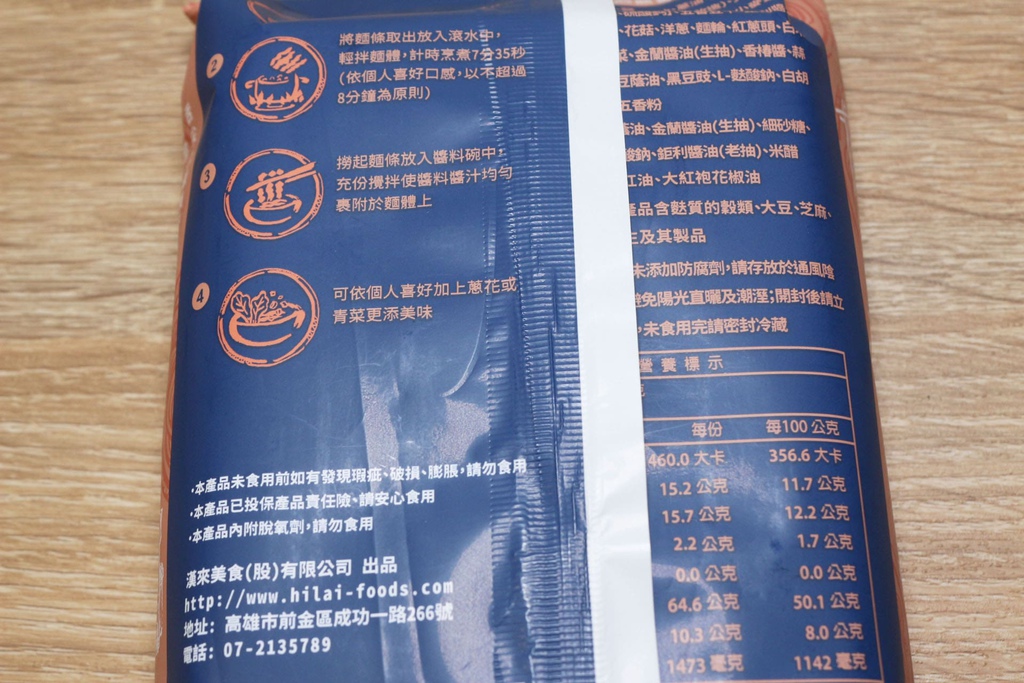 2
將麵條取出放入滾水中,
輕拌麵體,計時烹煮7分35秒
(依個人喜好口感,以不超過
8分鐘為原則)
3
撈起麵條放入醬料碗中,
充份攪拌使醬料醬汁均勻
裹附於麵體上
4
可依個人喜好加上蔥花或
青菜更添美味
·本產品未食用前如有發現瑕疵、破損、膨脹,請勿食用
·本產品已投保產品責任險、請安心食用
·本產品內附脫氧劑,請勿食用
漢來美食(股)有限公司 出品
http://www.hilai-foods.com
地址: 高雄市前金區成功一路266號
電話: 07-2135789
、花菇、洋蔥、麵輪、紅蔥頭、白
、金蘭醬油(生抽)、香椿醬、蒜
豆蔭油、黑豆豉、L-麩酸鈉、白胡
五香粉
油、金蘭醬油(生抽)、細砂糖、
酸鈉、鉅利醬油(老抽)、米醋
紅油、大紅袍花椒油
產品含麩質的穀類、大豆、芝麻、
生及其製品
未添加防腐劑,請存放於通風陰
避免陽光直曬及潮溼;開封後請立
,未食用完請密封冷藏
營養標示
每份 每100公克
460.0 大卡 356.6 大卡
15.2 公克 11.7 公克
15.7 公克 12.2 公克
2.2 公克 1.7 公克
0.0 公克 0.0 公克
64.6 公克 50.1 公克
10.3 公克 8.0 公克
1473 毫克 1142 毫克